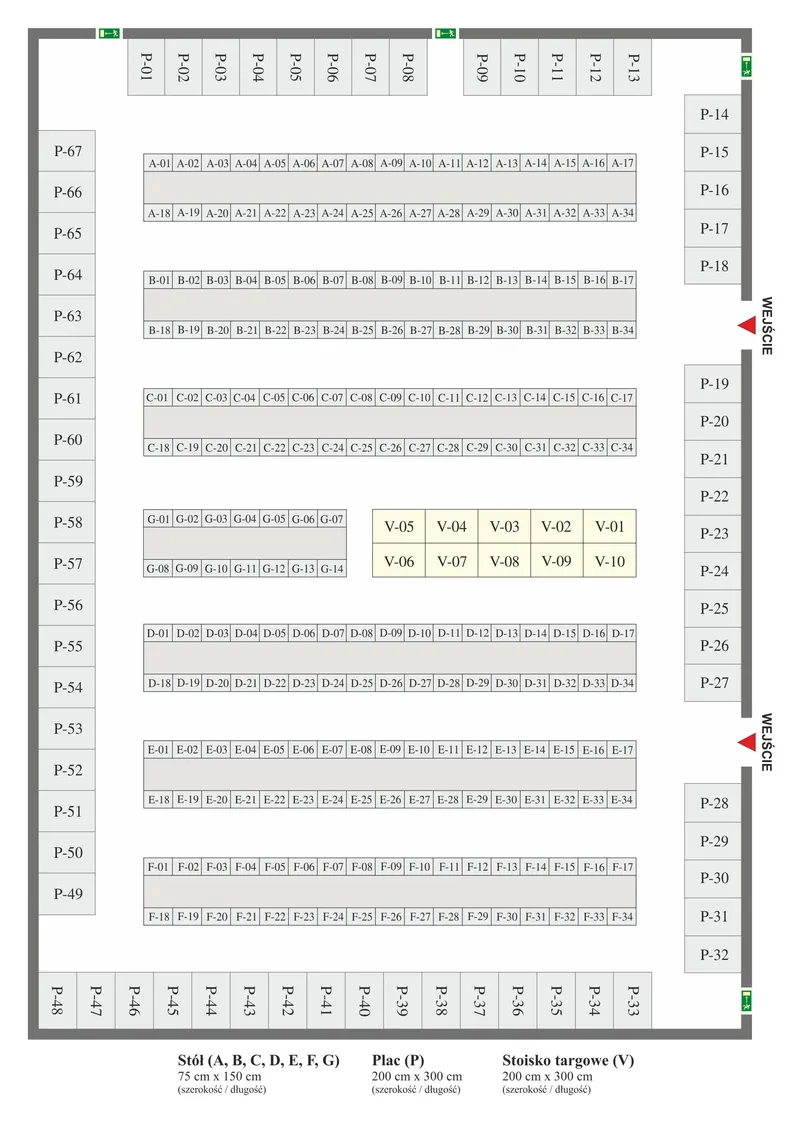 P-01 P-02 P-03 P-04 P-05 P-06 P-07 P-08 P-09 P-10 P-11 P-12 P-13
P-14
P-15
P-16
P-17
P-18
WEJŚCIE
P-19
P-20
P-21
P-22
P-23
P-24
P-25
P-26
P-27
WEJŚCIE
P-28
P-29
P-30
P-31
P-32
P-67
P-66
P-65
P-64
P-63
P-62
P-61
P-60
P-59
P-58
P-57
P-56
P-55
P-54
P-53
P-52
P-51
P-50
P-49
A-01 A-02 A-03 A-04 A-05 A-06 A-07 A-08 A-09 A-10 A-11 A-12 A-13 A-14 A-15 A-16 A-17
A-18 A-19 A-20 A-21 A-22 A-23 A-24 A-25 A-26 A-27 A-28 A-29 A-30 A-31 A-32 A-33 A-34
B-01 B-02 B-03 B-04 B-05 B-06 B-07 B-08 B-09 B-10 B-11 B-12 B-13 B-14 B-15 B-16 B-17
B-18 B-19 B-20 B-21 B-22 B-23 B-24 B-25 B-26 B-27 B-28 B-29 B-30 B-31 B-32 B-33 B-34
C-01 C-02 C-03 C-04 C-05 C-06 C-07 C-08 C-09 C-10 C-11 C-12 C-13 C-14 C-15 C-16 C-17
C-18 C-19 C-20 C-21 C-22 C-23 C-24 C-25 C-26 C-27 C-28 C-29 C-30 C-31 C-32 C-33 C-34
G-01 G-02 G-03 G-04 G-05 G-06 G-07
G-08 G-09 G-10 G-11 G-12 G-13 G-14
V-05 V-04 V-03 V-02 V-01
V-06 V-07 V-08 V-09 V-10
D-01 D-02 D-03 D-04 D-05 D-06 D-07 D-08 D-09 D-10 D-11 D-12 D-13 D-14 D-15 D-16 D-17
D-18 D-19 D-20 D-21 D-22 D-23 D-24 D-25 D-26 D-27 D-28 D-29 D-30 D-31 D-32 D-33 D-34
E-01 E-02 E-03 E-04 E-05 E-06 E-07 E-08 E-09 E-10 E-11 E-12 E-13 E-14 E-15 E-16 E-17
E-18 E-19 E-20 E-21 E-22 E-23 E-24 E-25 E-26 E-27 E-28 E-29 E-30 E-31 E-32 E-33 E-34
F-01 F-02 F-03 F-04 F-05 F-06 F-07 F-08 F-09 F-10 F-11 F-12 F-13 F-14 F-15 F-16 F-17
F-18 F-19 F-20 F-21 F-22 F-23 F-24 F-25 F-26 F-27 F-28 F-29 F-30 F-31 F-32 F-33 F-34
P-48 P-47 P-46 P-45 P-44 P-43 P-42 P-41 P-40 P-39 P-38 P-37 P-36 P-35 P-34 P-33
Stół (A, B, C, D, E, F, G)
75 cm x 150 cm
(szerokość / długość)
Plac (P)
200 cm x 300 cm
(szerokość / długość)
Stoisko targowe (V)
200 cm x 300 cm
(szerokość / długość)